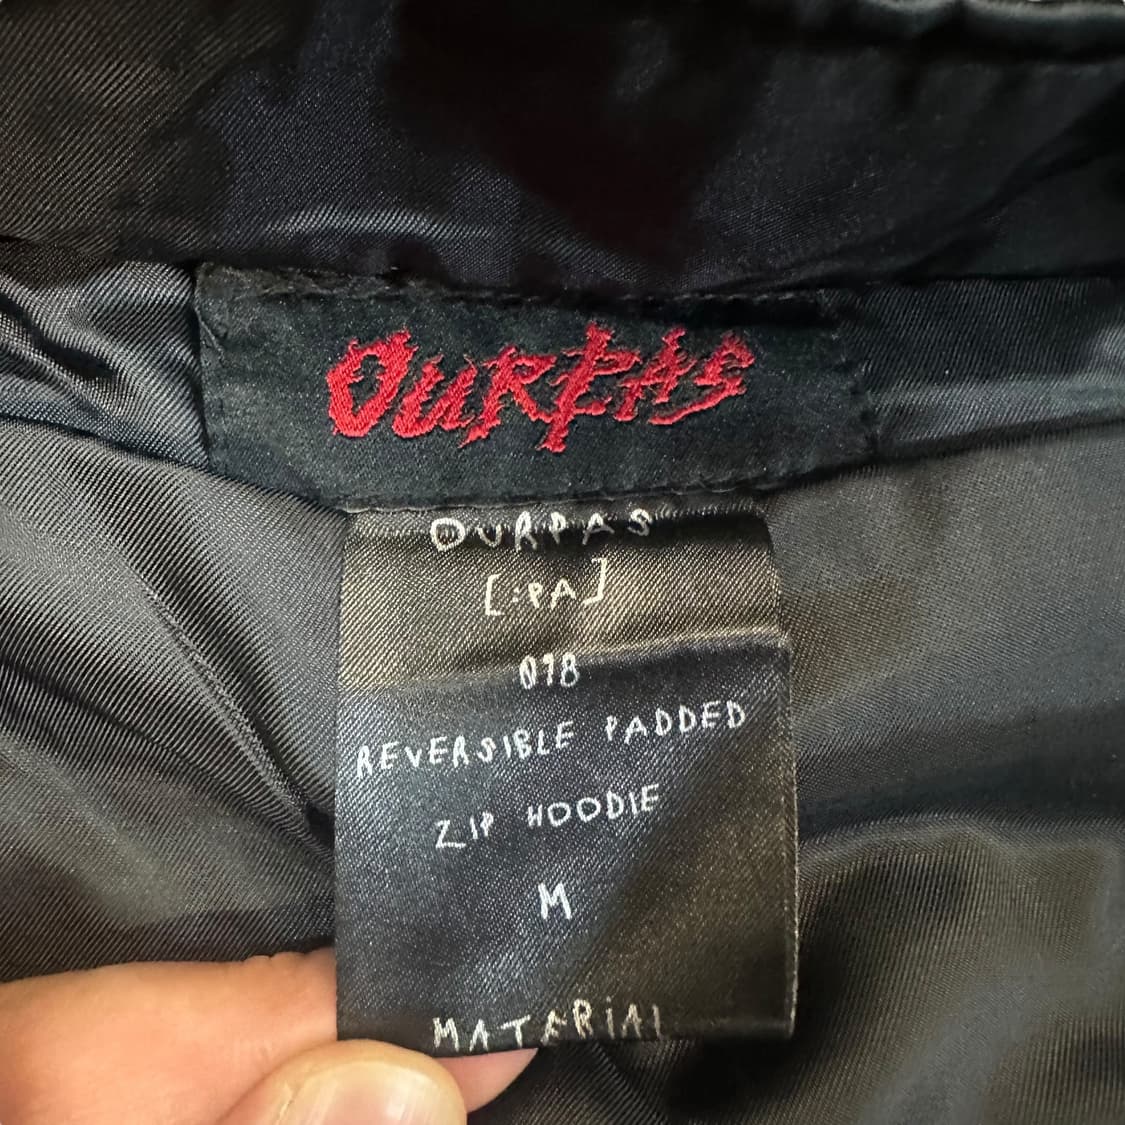 OURPAS
OURPAS
[:PA]
018
REVERSIBLE PADDED
ZIP HOODIE
M
MATERiAl